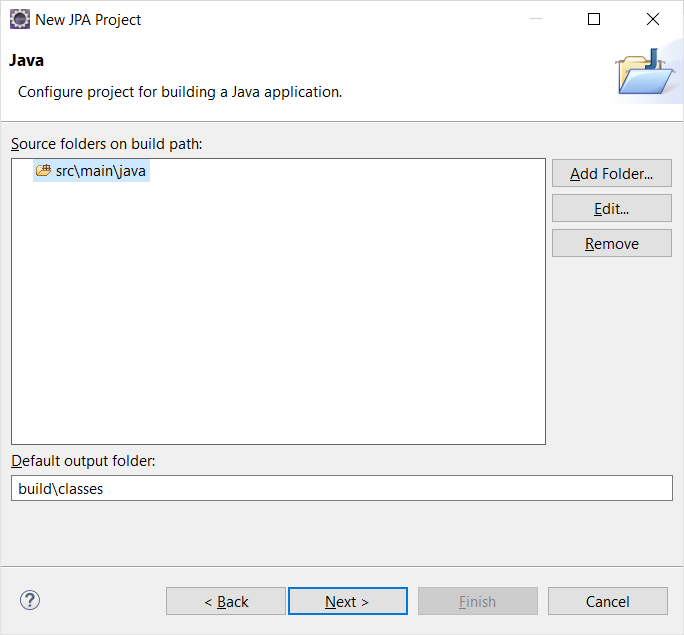 New JPA Project
Java
Configure project for building a Java application.
Source folders on build path:
src\main\java
Add Folder...
Edit...
Remove
Default output folder:
build\classes
?
< Back
Next >
Finish
Cancel